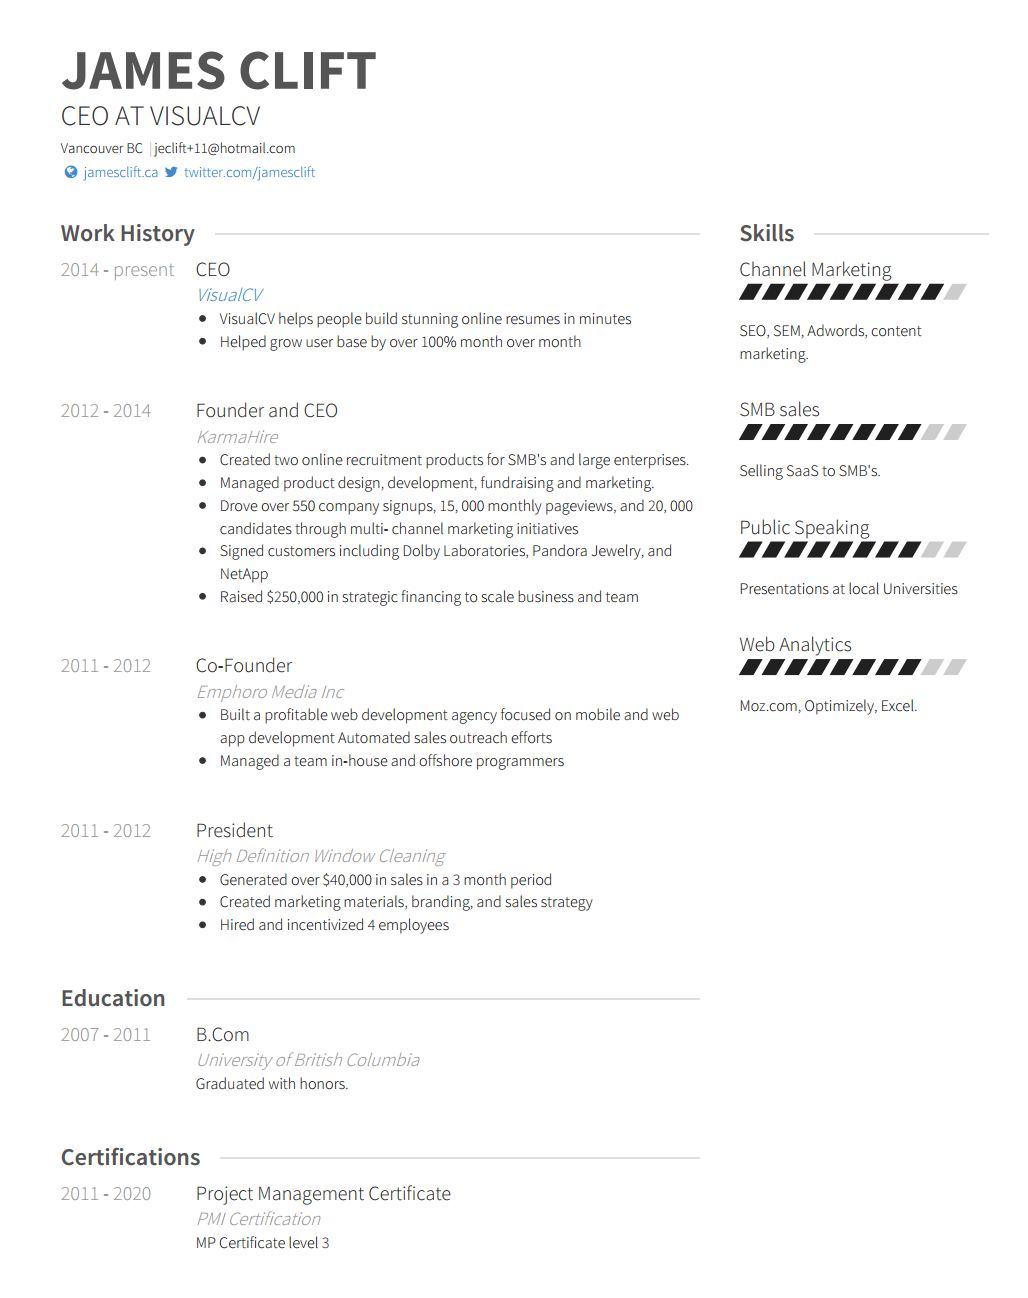 JAMES CLIFT
CEO AT VISUALCV
Vancouver BC | jeclift+11@hotmail.com
jamesclift.ca twitter.com/jamesclift
Work History
2014 - present CEO
VisualCV
• VisualCV helps people build stunning online resumes in minutes
• Helped grow user base by over 100% month over month
2012 - 2014 Founder and CEO
KarmaHire
• Created two online recruitment products for SMB's and large enterprises.
• Managed product design, development, fundraising and marketing.
• Drove over 550 company signups, 15, 000 monthly pageviews, and 20, 000
candidates through multi- channel marketing initiatives
• Signed customers including Dolby Laboratories, Pandora Jewelry, and
NetApp
• Raised $250,000 in strategic financing to scale business and team
2011 - 2012 Co-Founder
Emphoro Media Inc
• Built a profitable web development agency focused on mobile and web
app development Automated sales outreach efforts
• Managed a team in-house and offshore programmers
2011 - 2012 President
High Definition Window Cleaning
• Generated over $40,000 in sales in a 3 month period
• Created marketing materials, branding, and sales strategy
• Hired and incentivized 4 employees
Education
2007 - 2011 B.Com
University of British Columbia
Graduated with honors.
Certifications
2011 - 2020 Project Management Certificate
PMI Certification
MP Certificate level 3
Skills
Channel Marketing
SEO, SEM, Adwords, content
marketing.
SMB sales
Selling SaaS to SMB's.
Public Speaking
Presentations at local Universities
Web Analytics
Moz.com, Optimizely, Excel.